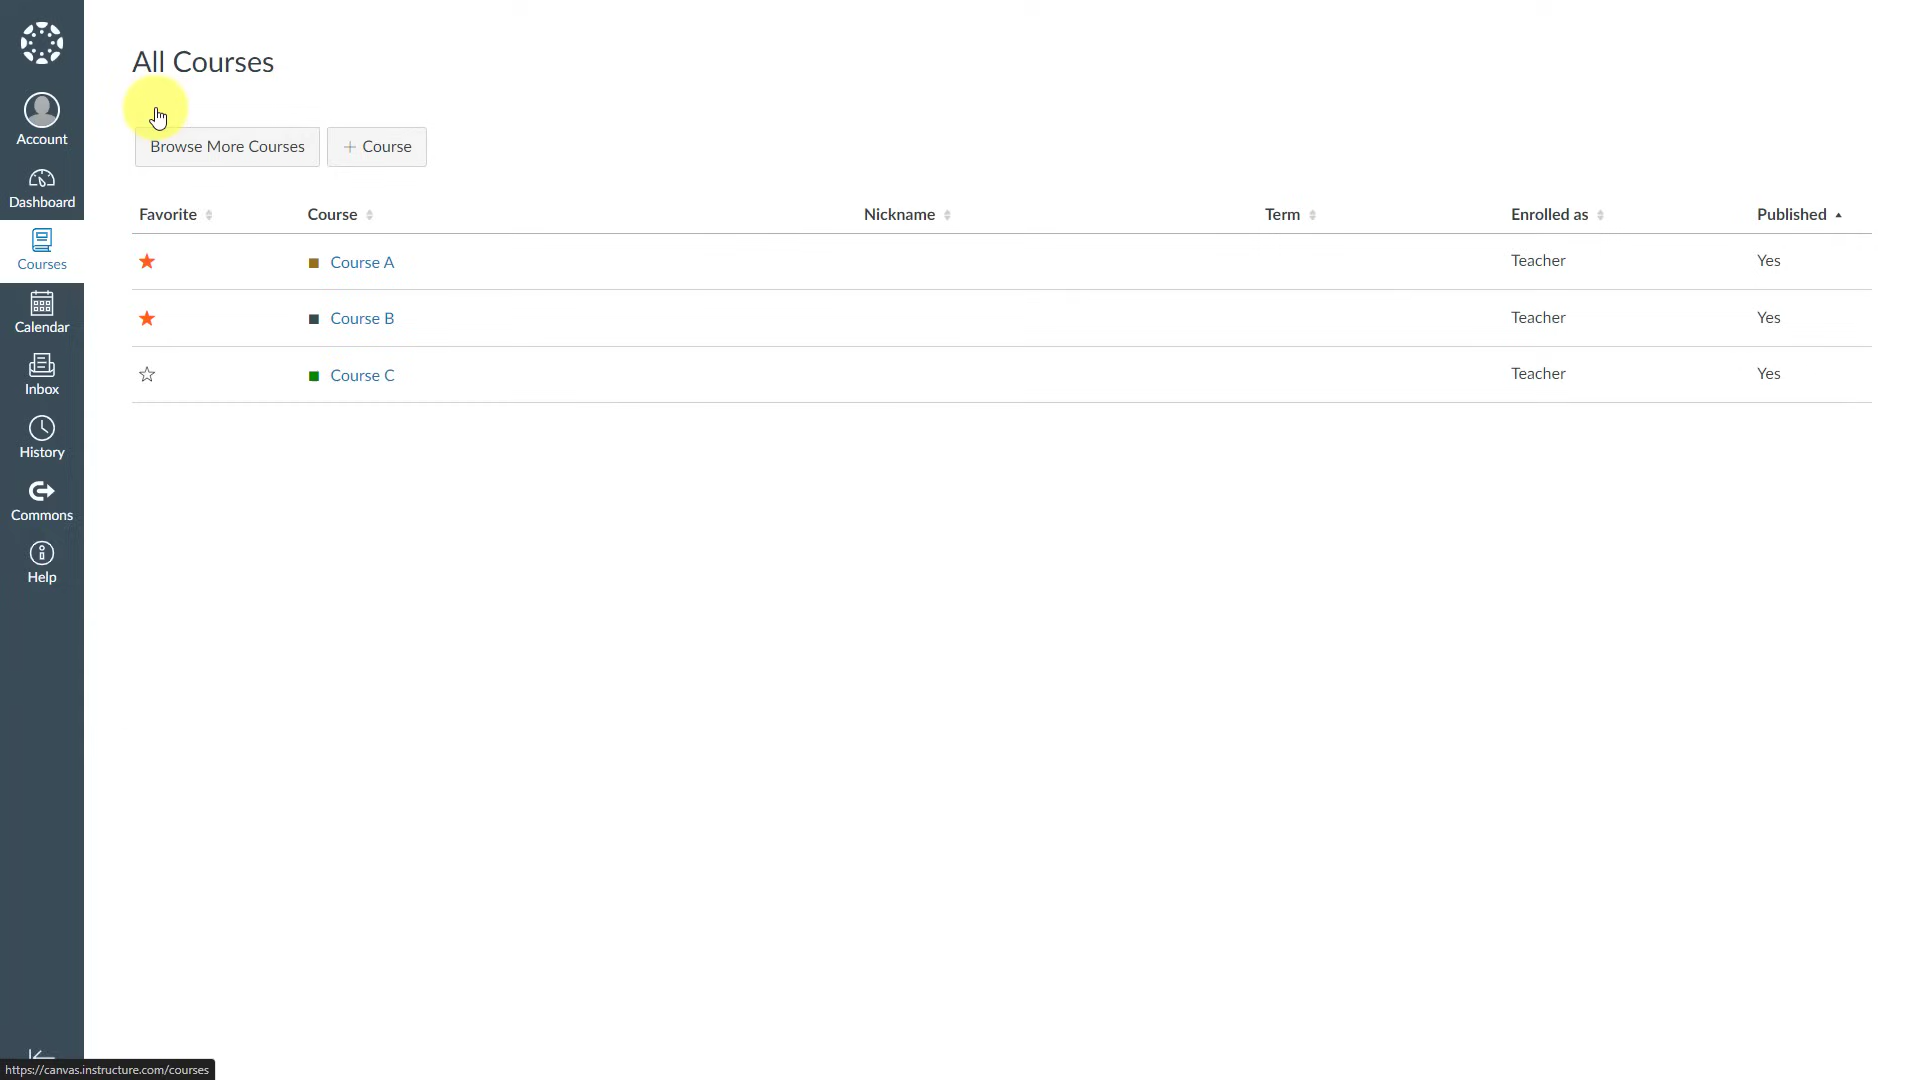 All Courses
Account
Browse More Courses
Course
Dashboard
Favorite
Course
Nickname
Term
Enrolled as
Published
Courses
Course A
Teacher
Yes
Calendar
Course B
Teacher
Yes
Inbox
Course C
Teacher
Yes
History
Commons
Help
https://canvas.instructure.com/courses